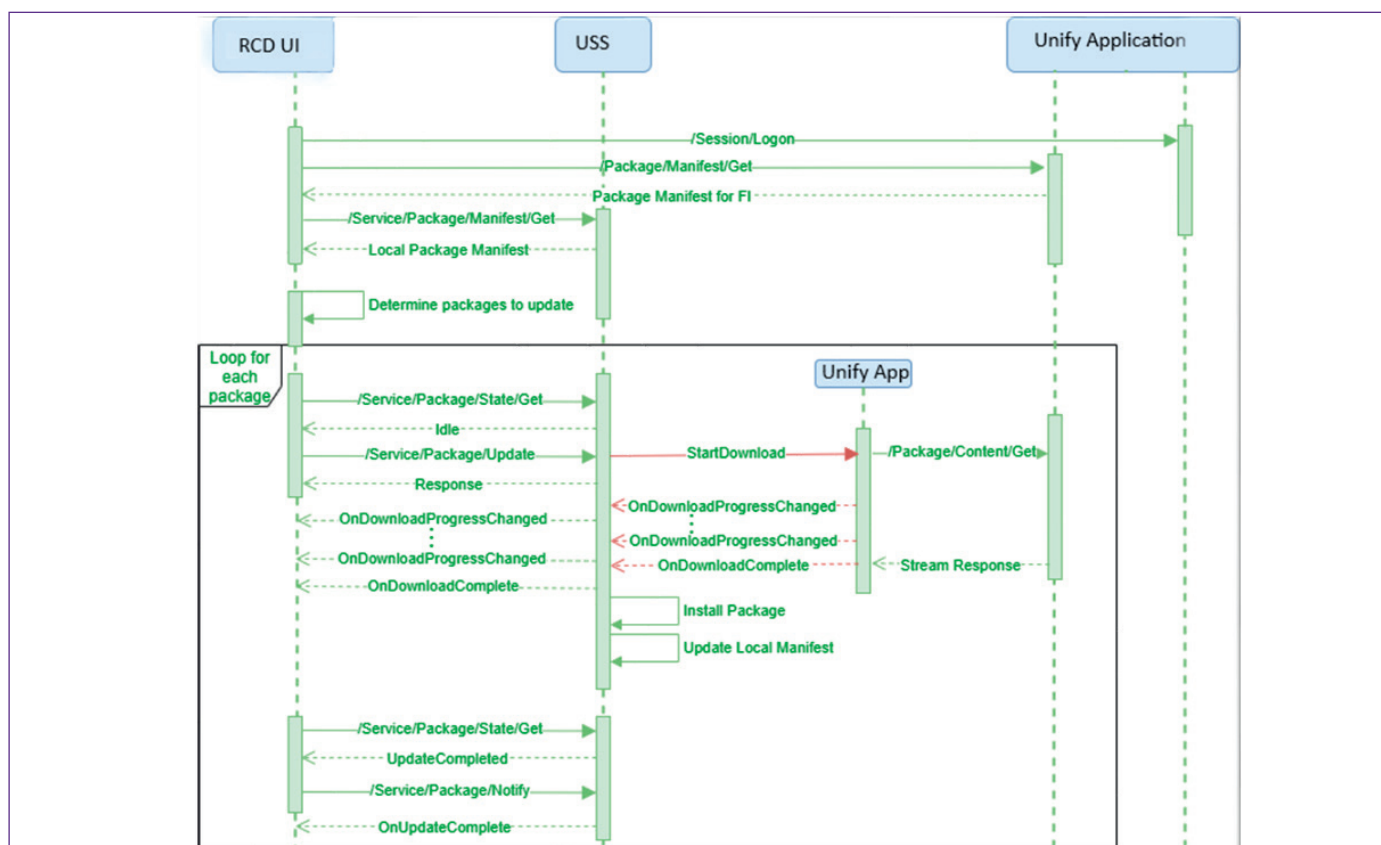 RCD UI
USS
Unify Application
/Session/Logon
/Package/Manifest/Get
Package Manifest for FI
/Service/Package/Manifest/Get
Local Package Manifest
Determine packages to update
Loop for
each
package
Unify App
/Service/Package/State/Get
Idle
/Service/Package/Update
StartDownload
/Package/Content/Get
Response
OnDownloadProgressChanged
OnDownloadProgressChanged
OnDownloadProgressChanged
OnDownloadProgressChanged
OnDownloadComplete
Stream Response
OnDownloadComplete
Install Package
Update Local Manifest
/Service/Package/State/Get
UpdateCompleted
/Service/Package/Notify
OnUpdateComplete